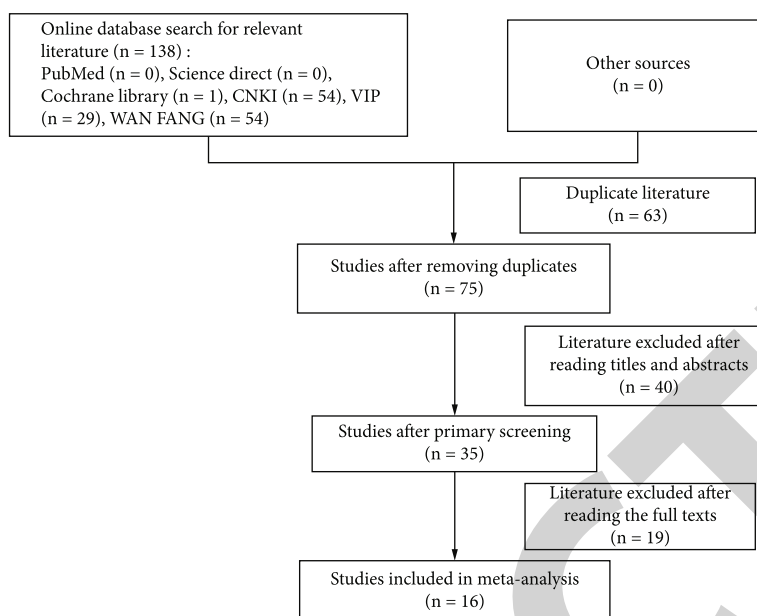 Online database search for relevant
literature (n = 138) :
PubMed (n = 0), Science direct (n = 0),
Cochrane library (n = 1), CNKI (n = 54), VIP
(n = 29), WAN FANG (n = 54)
Other sources
(n = 0)
Duplicate literature
(n = 63)
Studies after removing duplicates
(n = 75)
Literature excluded after
reading titles and abstracts
(n = 40)
Studies after primary screening
(n = 35)
Literature excluded after
reading the full texts
(n = 19)
Studies included in meta-analysis
(n = 16)